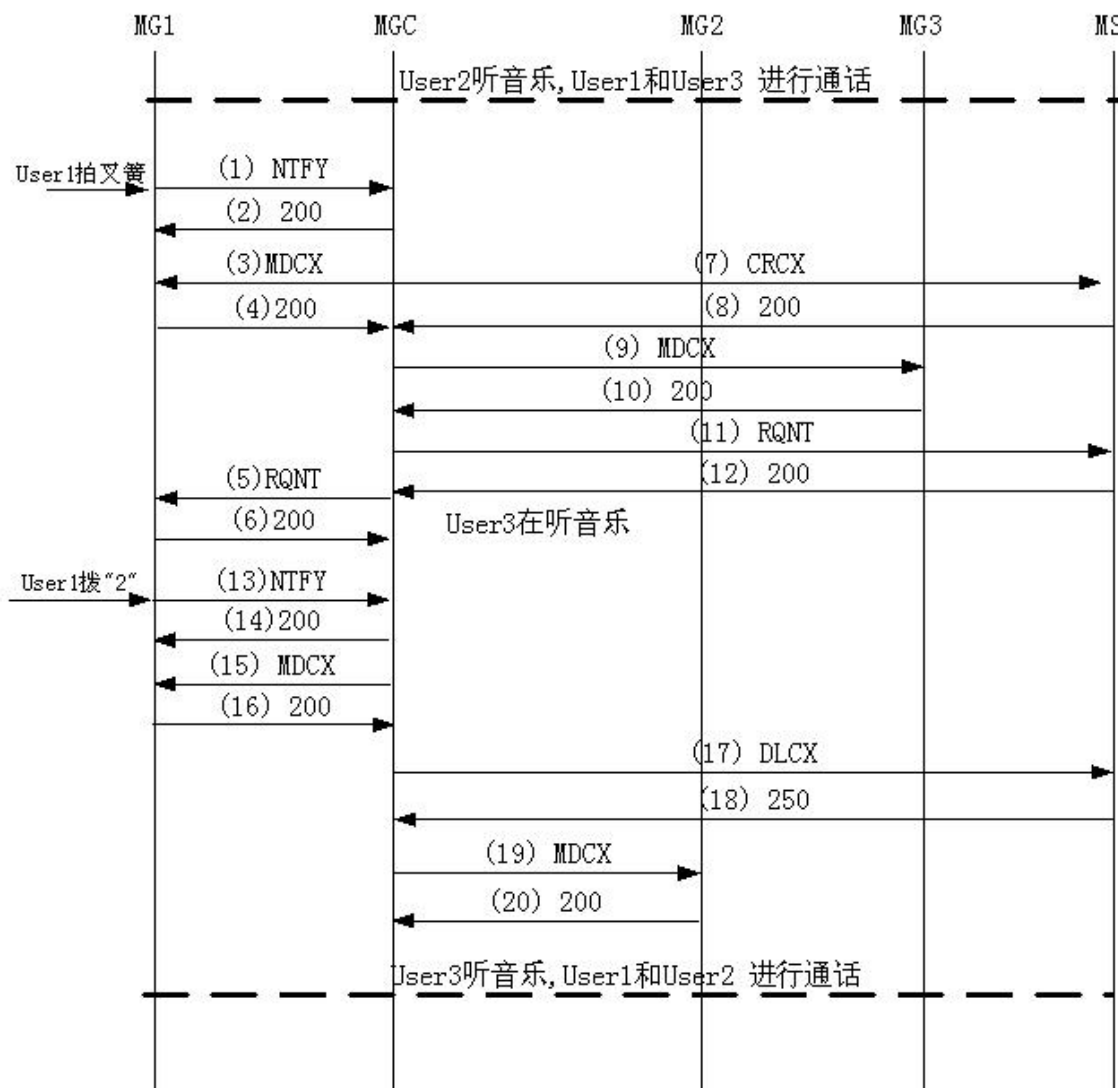 MG1 MGC MG2 MG3 MS
User2听音乐,User1和User3 进行通话
User1拍叉簧
(1) NTFY
(2) 200
(3)MDCX
(7) CRCX
(4)200
(8) 200
(9) MDCX
(10) 200
(11) RQNT
(5)RQNT
(12) 200
(6)200
User3在听音乐
User1拨"2"
(13)NTFY
(14)200
(15) MDCX
(16) 200
(17) DLCX
(18) 250
(19) MDCX
(20) 200
User3听音乐,User1和User2 进行通话